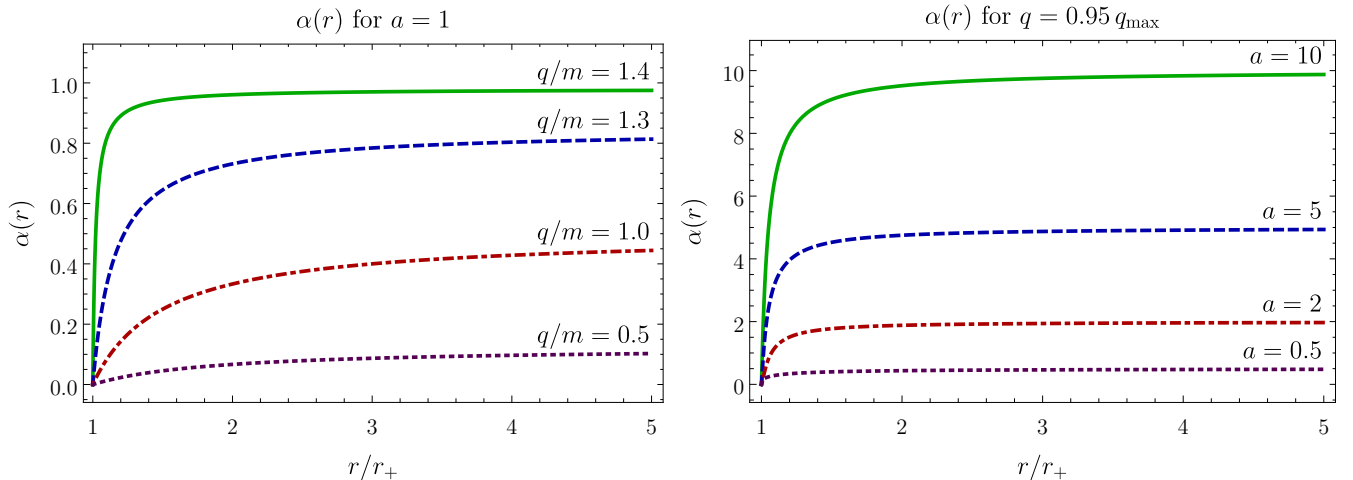 α(r) for a = 1
q/m = 1.4
q/m = 1.3
q/m = 1.0
q/m = 0.5
α(r)
1.0
0.8
0.6
0.4
0.2
0.0
1 2 3 4 5
r/r₊
α(r) for q = 0.95 q_max
a = 10
a = 5
a = 2
a = 0.5
α(r)
10
8
6
4
2
0
1 2 3 4 5
r/r₊